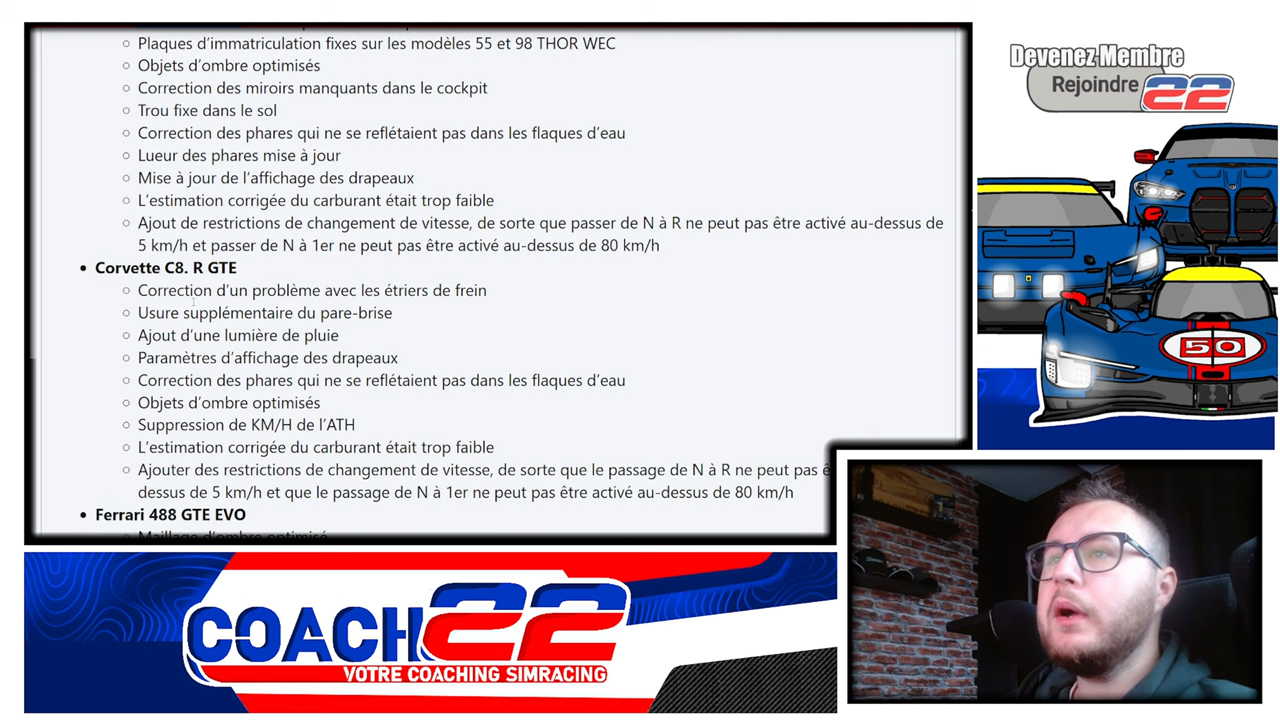 Plaques d’immatriculation fixes sur les modèles 55 et 98 THOR WEC
Objets d’ombre optimisés
Correction des miroirs manquants dans le cockpit
Trou fixe dans le sol
Correction des phares qui ne se reflétaient pas dans les flaques d’eau
Lueur des phares mise à jour
Mise à jour de l’affichage des drapeaux
L’estimation corrigée du carburant était trop faible
Ajout de restrictions de changement de vitesse, de sorte que passer de N à R ne peut pas être activé au-dessus de
5 km/h et passer de N à 1er ne peut pas être activé au-dessus de 80 km/h
Corvette C8. R GTE
Correction d’un problème avec les étriers de frein
Usure supplémentaire du pare-brise
Ajout d’une lumière de pluie
Paramètres d’affichage des drapeaux
Correction des phares qui ne se reflétaient pas dans les flaques d’eau
Objets d’ombre optimisés
Suppression de KM/H de l’ATH
L’estimation corrigée du carburant était trop faible
Ajouter des restrictions de changement de vitesse, de sorte que le passage de N à R ne peut pas
dessus de 5 km/h et que le passage de N à 1er ne peut pas être activé au-dessus de 80 km/h
Ferrari 488 GTE EVO
Maillage d’ombre optimisé
Devenez Membre
Rejoindre 22
50
COACH 22
VOTRE COACHING SIMRACING